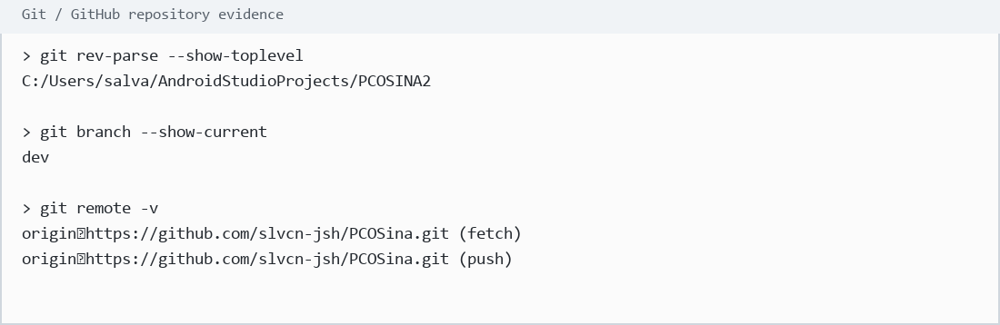 Git / GitHub repository evidence
> git rev-parse --show-toplevel
C:/Users/salva/AndroidStudioProjects/PCOSINA2
> git branch --show-current
dev
> git remote -v
origin⍰https://github.com/slvcn-jsh/PCOSina.git (fetch)
origin⍰https://github.com/slvcn-jsh/PCOSina.git (push)